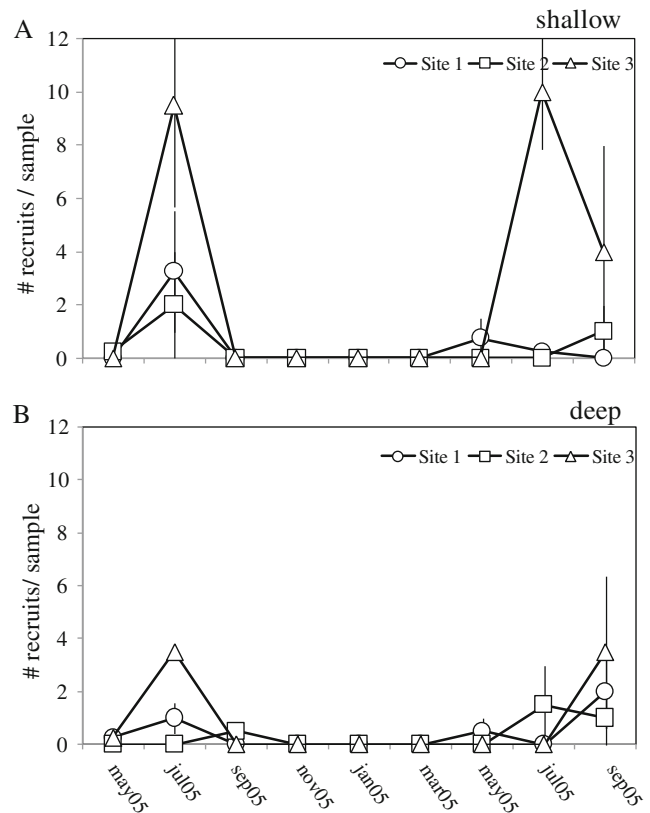 A
shallow
12
10
8
6
4
2
0
# recruits / sample
Site 1 Site 2 Site 3
B
deep
12
10
8
6
4
2
0
# recruits/ sample
Site 1 Site 2 Site 3
may05 jul05 sep05 nov05 jan05 mar05 may05 jul05 sep05